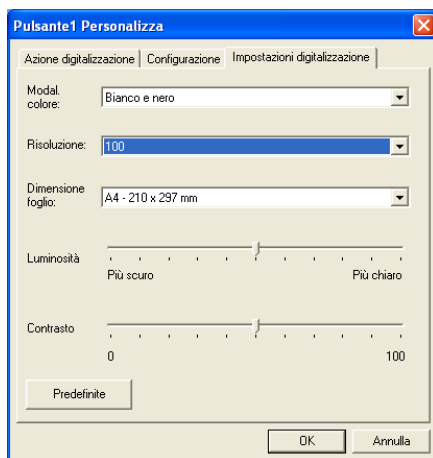 Pulsante1 Personalizza
Azione digitalizzazione Configurazione Impostazioni digitalizzazione
Modal.
colore:
Bianco e nero
Risoluzione:
100
Dimensione
foglio:
A4 - 210 x 297 mm
Luminosità
Più scuro Più chiaro
Contrasto
0 100
Predefinite
OK Annulla